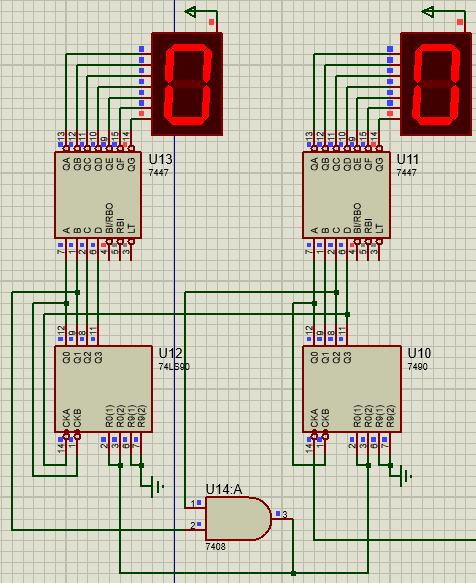 0
0
13 12 11 10 9 15 14
13 12 11 10 9 15 14
QA QB QC QD QE QF QG
QA QB QC QD QE QF QG
U13
7447
U11
7447
A B C D BI/RBO RBI LT
A B C D BI/RBO RBI LT
7 1 2 6 4 5 3
7 1 2 6 4 5 3
12 9 8 11
12 9 8 11
Q0 Q1 Q2 Q3
Q0 Q1 Q2 Q3
U12
74LS90
U10
7490
CKA CKB R0(1) R0(2) R9(1) R9(2)
CKA CKB R0(1) R0(2) R9(1) R9(2)
14 1 2 3 6 7
14 1 2 3 6 7
U14:A
1
2
3
7408